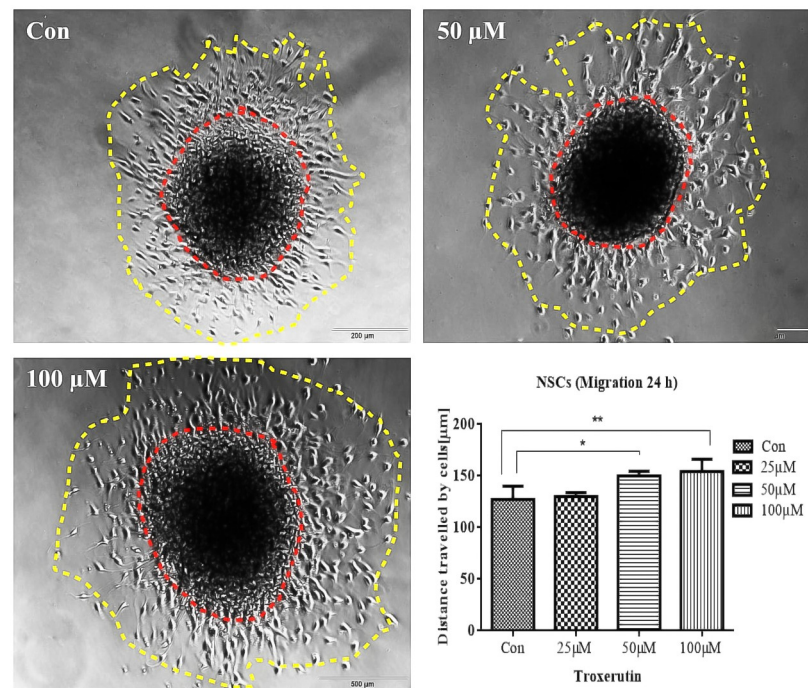 Con
200 µm
50 µM
100 µM
500 µm
NSCs (Migration 24 h)
Distance travelled by cells[µm]
200
150
100
50
0
**
*
Con
25µM
50µM
100µM
Con
25µM
50µM
100µM
Troxerutin